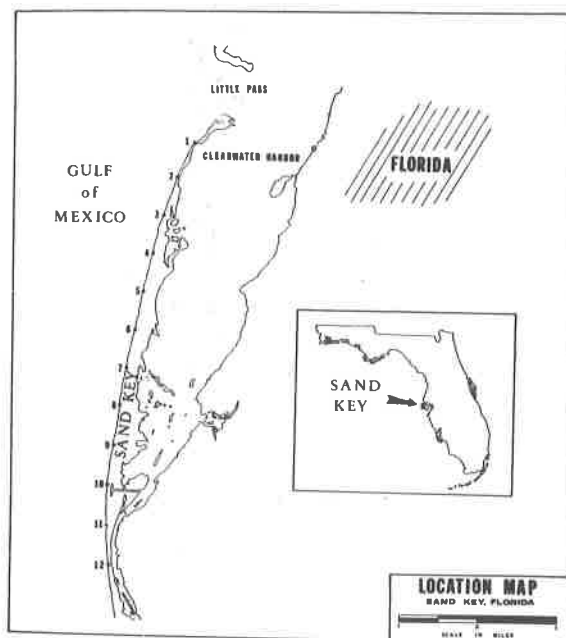 LITTLE PASS
1
CLEARWATER HARBOR
FLORIDA
2
GULF
of
MEXICO
3
4
5
6
7
SAND KEY
8
9
10
11
12
SAND
KEY
LOCATION MAP
SAND KEY, FLORIDA
SCALE IN MILES